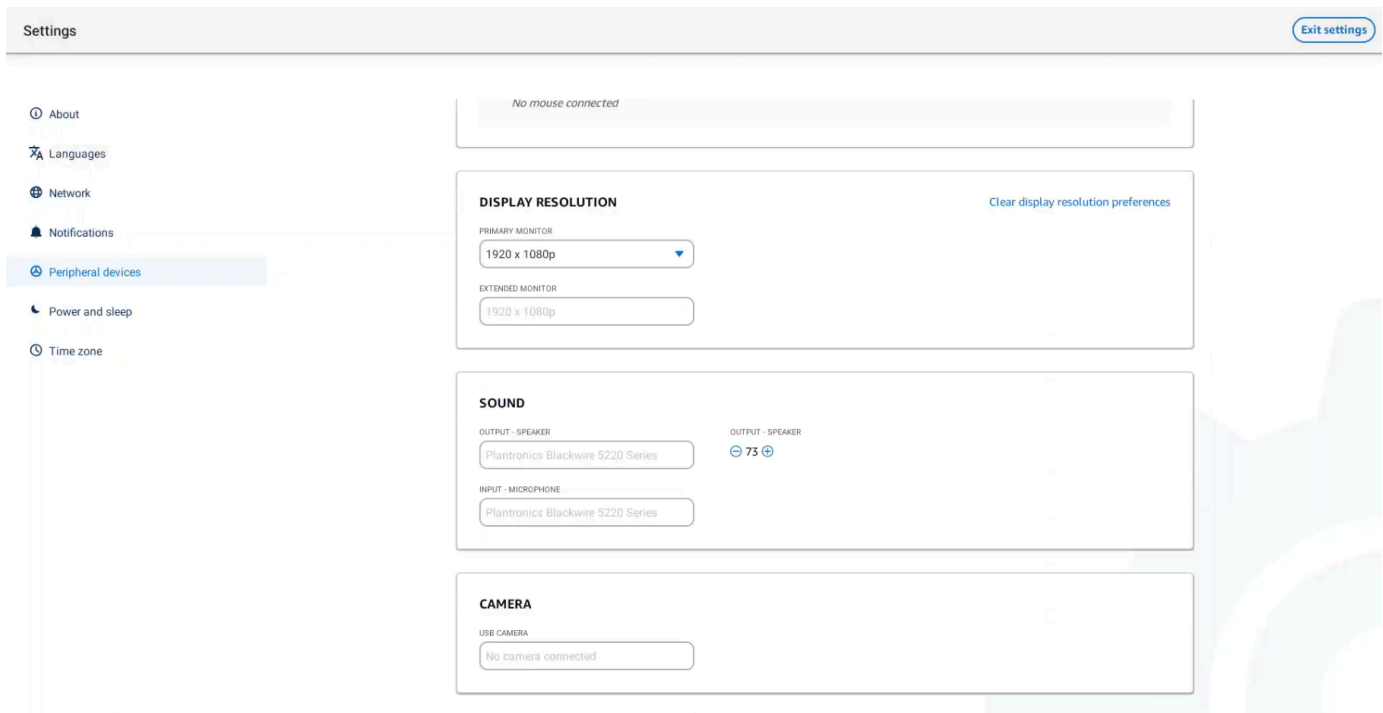 Settings
Exit settings
About
Languages
Network
Notifications
Peripheral devices
Power and sleep
Time zone
No mouse connected
DISPLAY RESOLUTION
Clear display resolution preferences
PRIMARY MONITOR
1920 x 1080p
EXTENDED MONITOR
1920 x 1080p
SOUND
OUTPUT - SPEAKER
Plantronics Blackwire 5220 Series
OUTPUT - SPEAKER
73
INPUT - MICROPHONE
Plantronics Blackwire 5220 Series
CAMERA
USB CAMERA
No camera connected